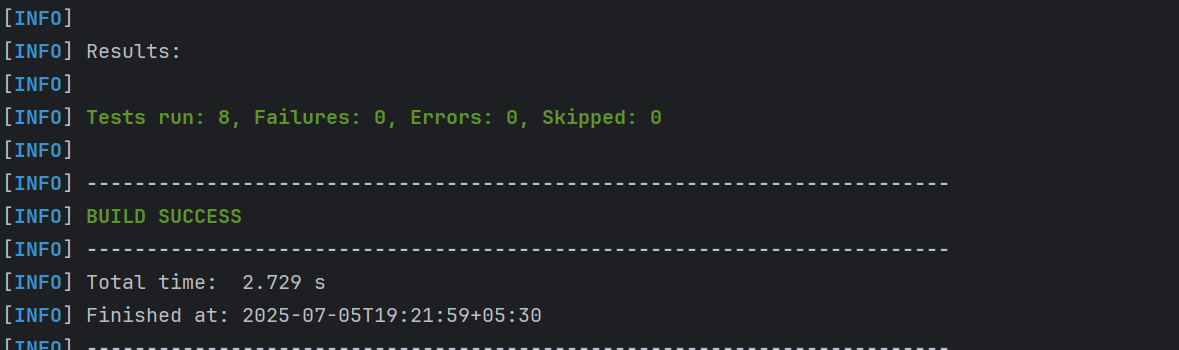 [INFO]
[INFO] Results:
[INFO]
[INFO] Tests run: 8, Failures: 0, Errors: 0, Skipped: 0
[INFO]
[INFO] ------------------------------------------------------------------------
[INFO] BUILD SUCCESS
[INFO] ------------------------------------------------------------------------
[INFO] Total time:  2.729 s
[INFO] Finished at: 2025-07-05T19:21:59+05:30
[INFO] ------------------------------------------------------------------------